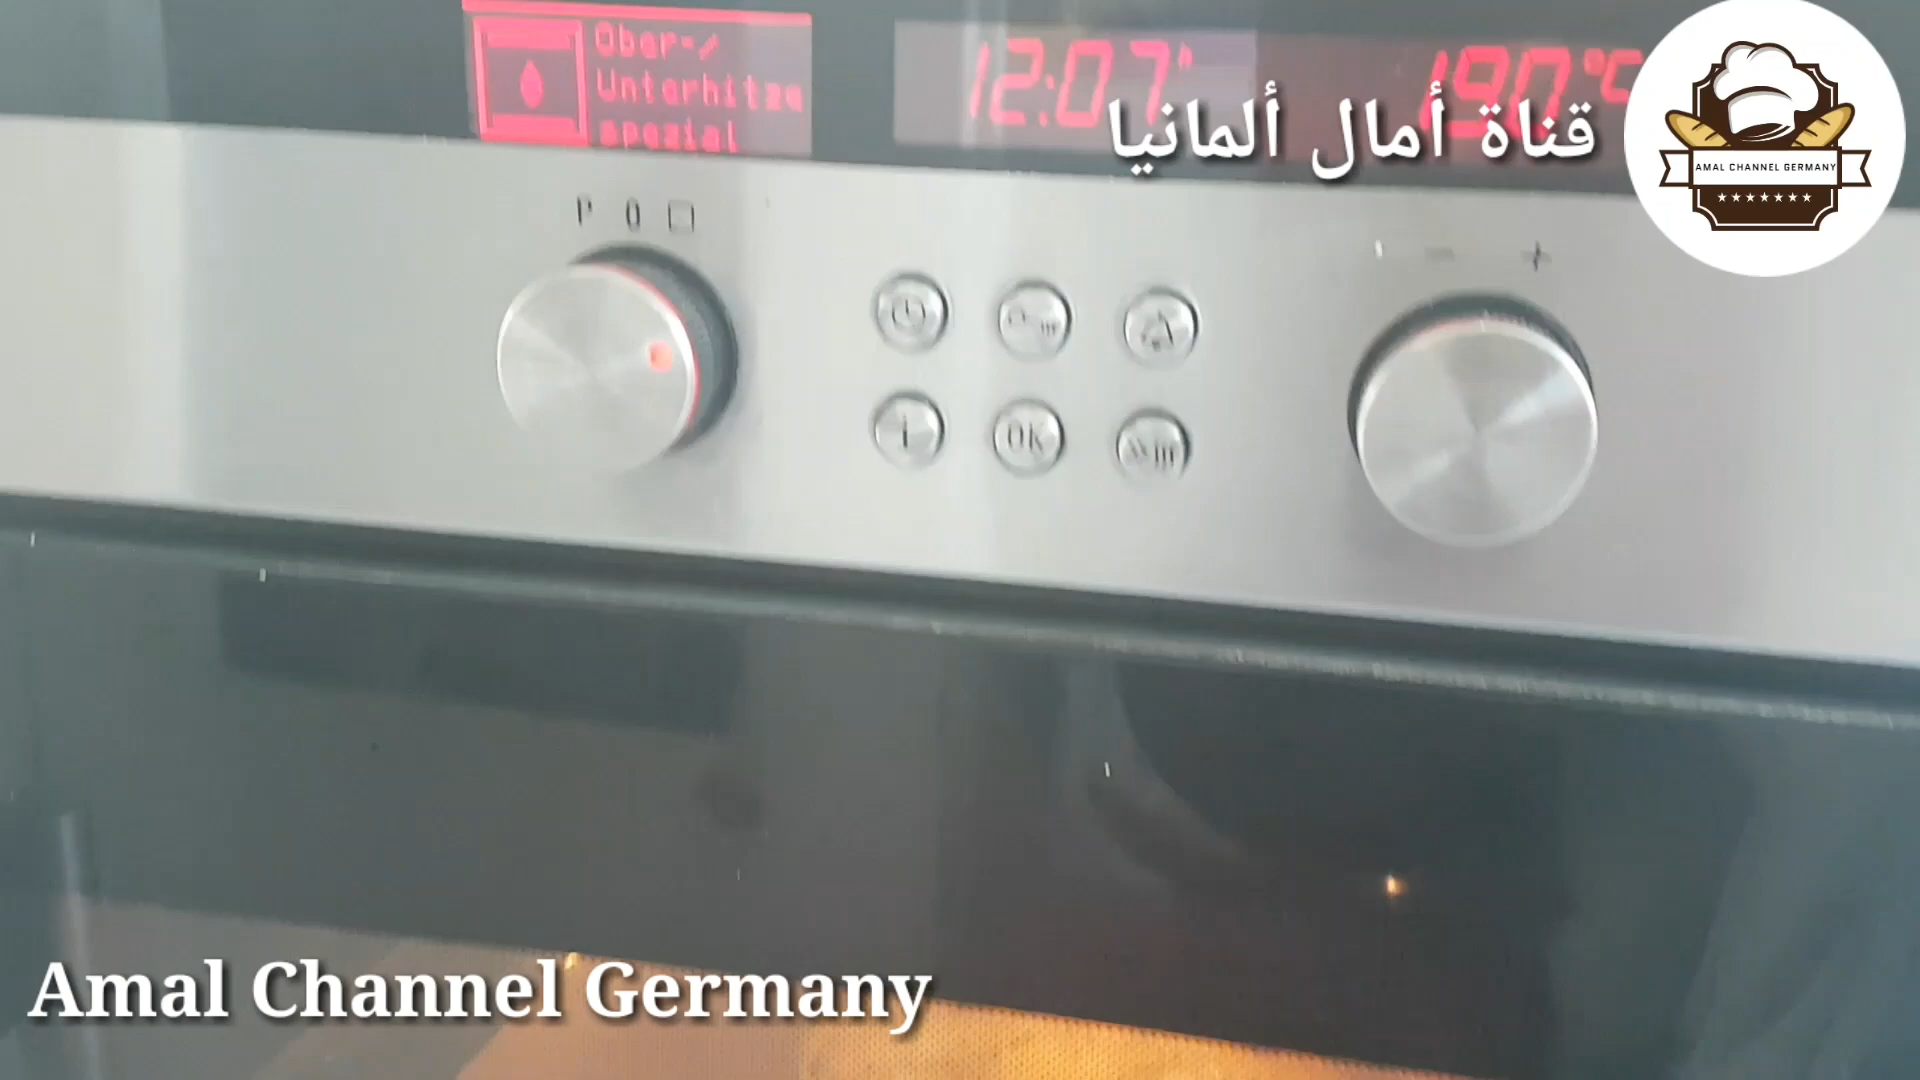 Ober-/
Unterhitze
spezial
12:07
190°C
قناة أمال ألمانيا
AMAL CHANNEL GERMANY
P 0
- +
i OK
Amal Channel Germany